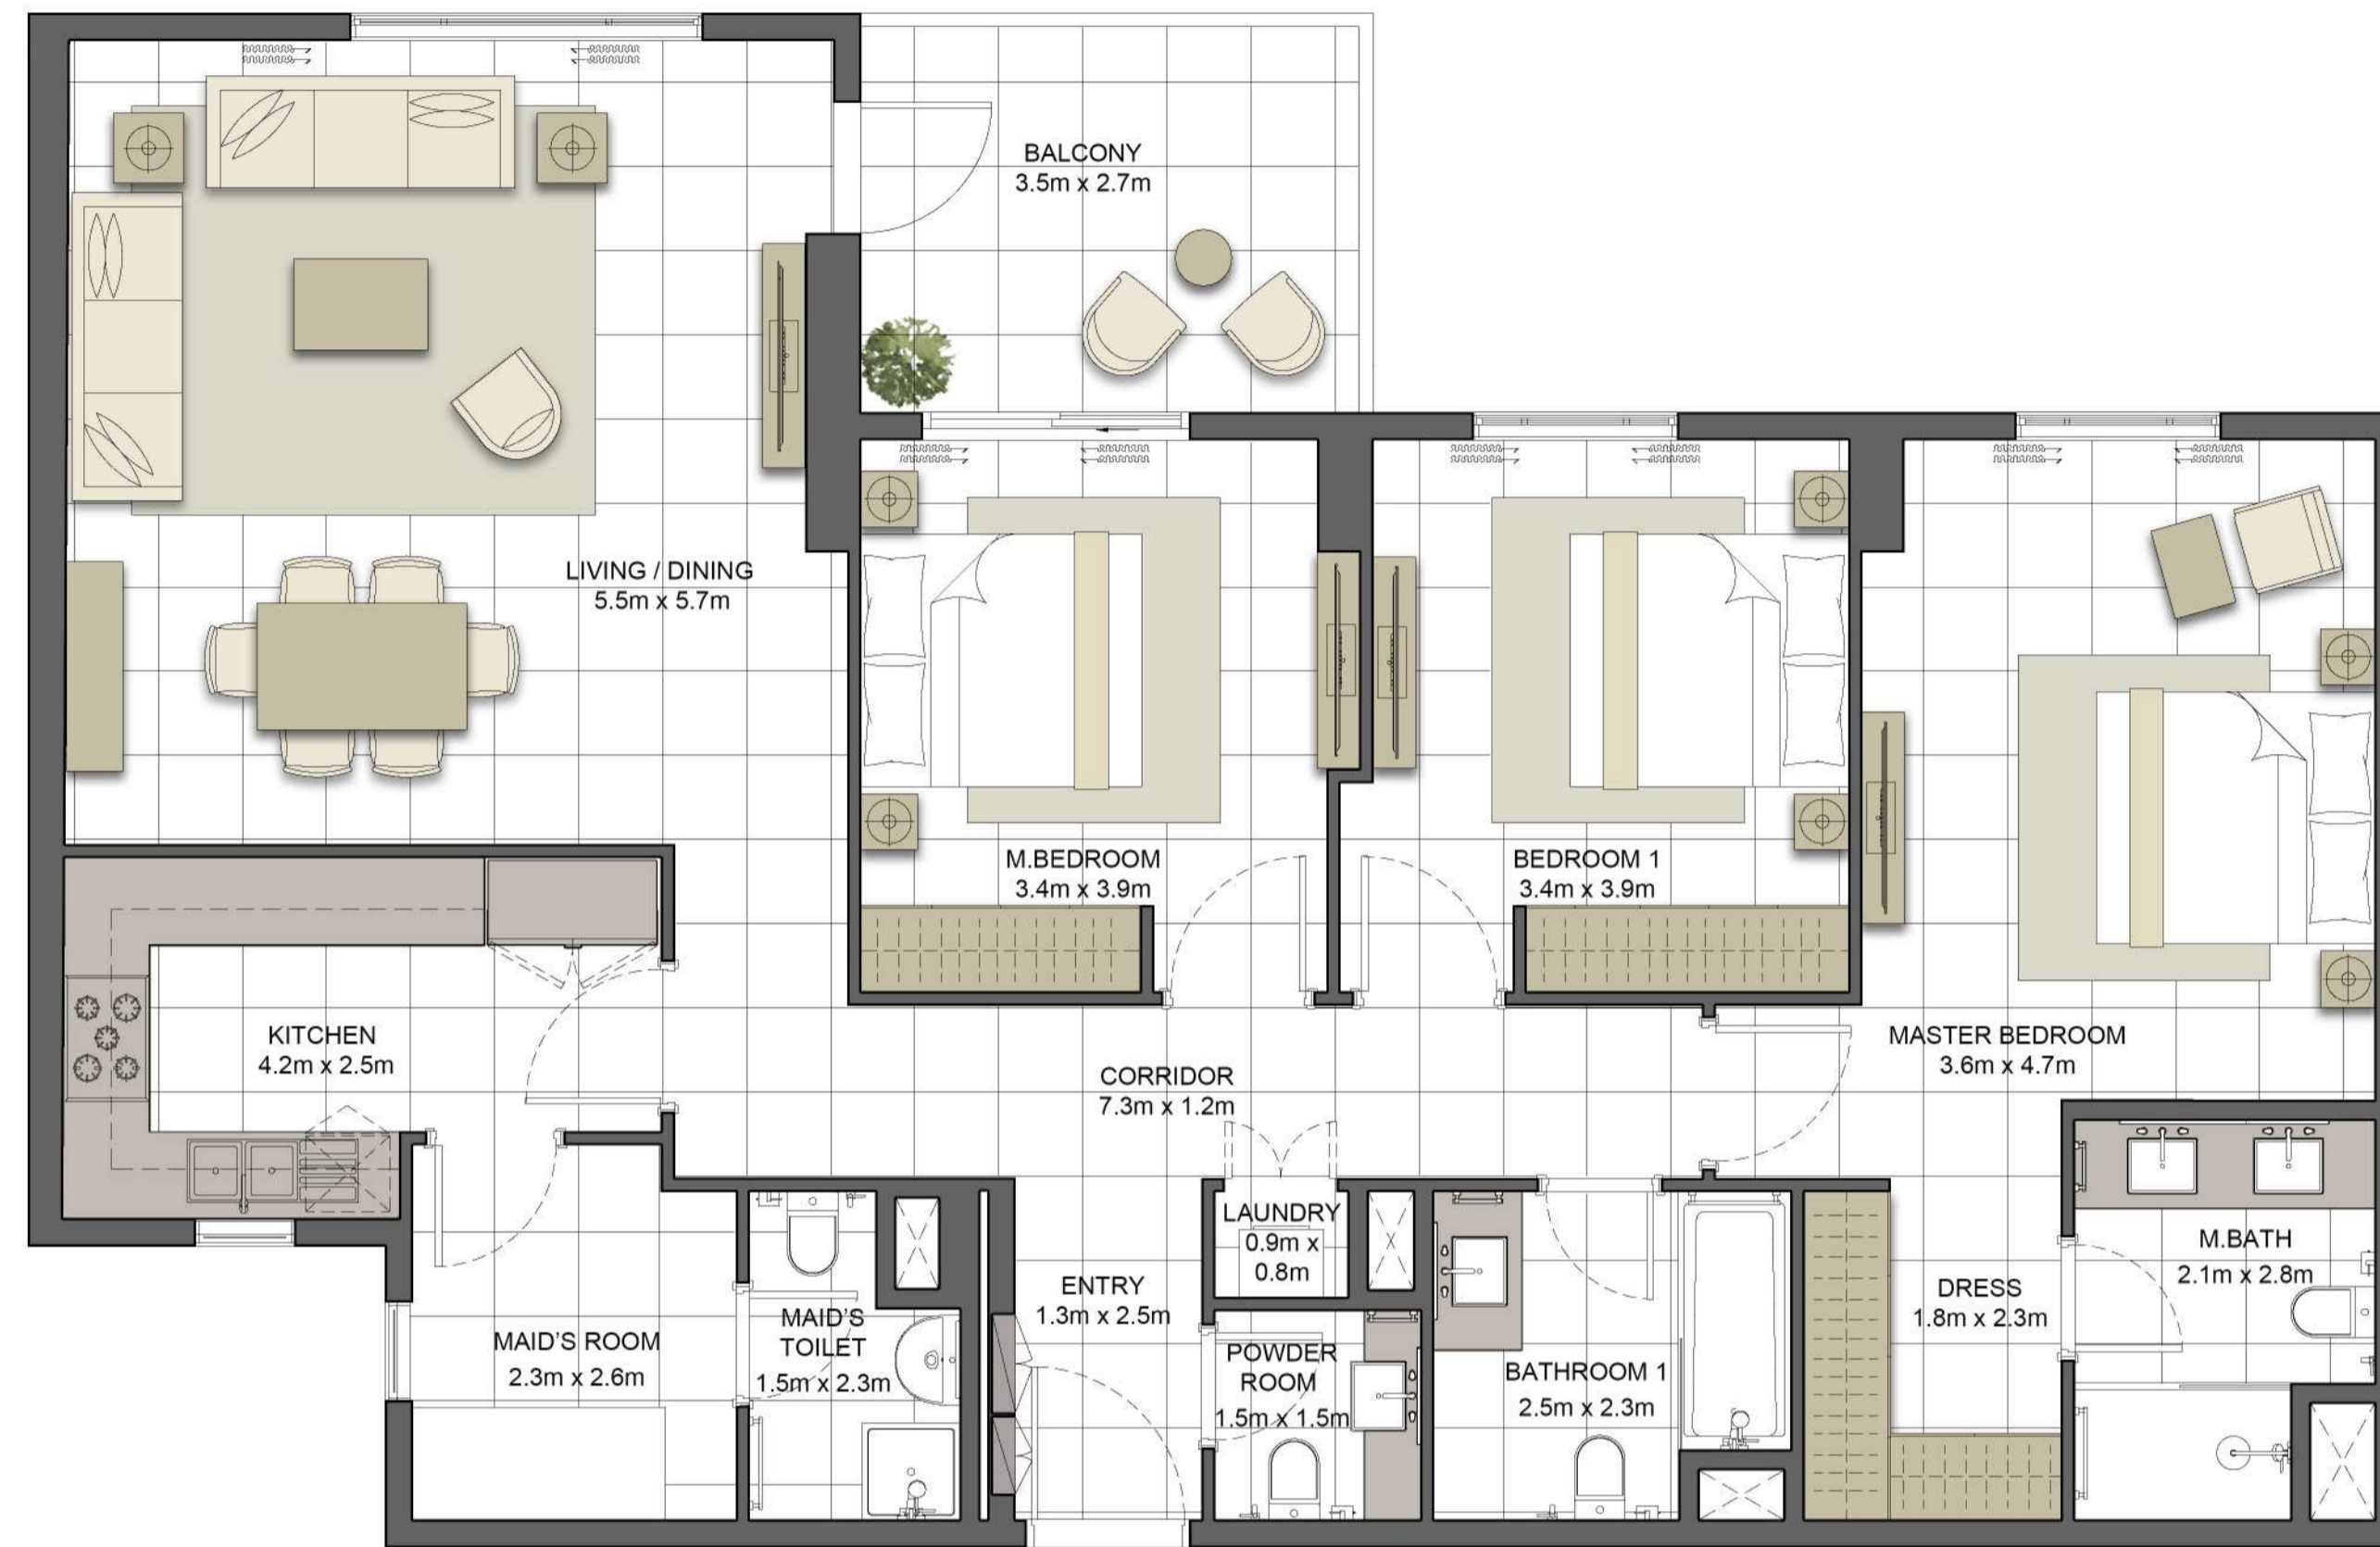 BALCONY
3.5m x 2.7m
LIVING / DINING
5.5m x 5.7m
M.BEDROOM
3.4m x 3.9m
BEDROOM 1
3.4m x 3.9m
KITCHEN
4.2m x 2.5m
MASTER BEDROOM
3.6m x 4.7m
CORRIDOR
7.3m x 1.2m
LAUNDRY
0.9m x
0.8m
M.BATH
2.1m x 2.8m
ENTRY
1.3m x 2.5m
DRESS
1.8m x 2.3m
MAID'S ROOM
2.3m x 2.6m
MAID'S
TOILET
1.5m x 2.3m
POWDER
ROOM
1.5m x 1.5m
BATHROOM 1
2.5m x 2.3m